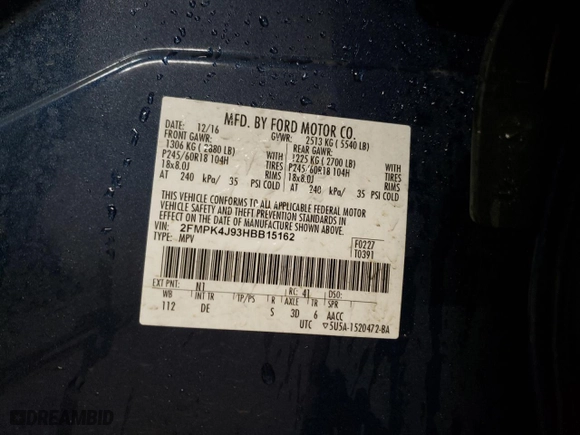 MFD. BY FORD MOTOR CO.
DATE: 12/16 GVWR: 2513 KG ( 5540 LB)
FRONT GAWR: REAR GAWR:
1306 KG ( 2880 LB) 1225 KG ( 2700 LB)
P245/60R18 104H WITH TIRES P245/60R18 104H WITH TIRES
18x8.0J RIMS 18x8.0J RIMS
AT 240 kPa/ 35 PSI COLD AT 240 kPa/ 35 PSI COLD
THIS VEHICLE CONFORMS TO ALL APPLICABLE FEDERAL MOTOR
VEHICLE SAFETY AND THEFT PREVENTION STANDARDS IN
EFFECT ON THE DATE OF MANUFACTURE SHOWN ABOVE.
VIN: 2FMPK4J93HBB15162 F0227
TYPE: MPV T0391
EXT PNT: N1 RC: 41 DSO:
WB INT TR TP/PS R AXLE TR SPR
112 DE S 3D 6 AACC
UTC ▽5U5A-1520472-BA
DREAMBID